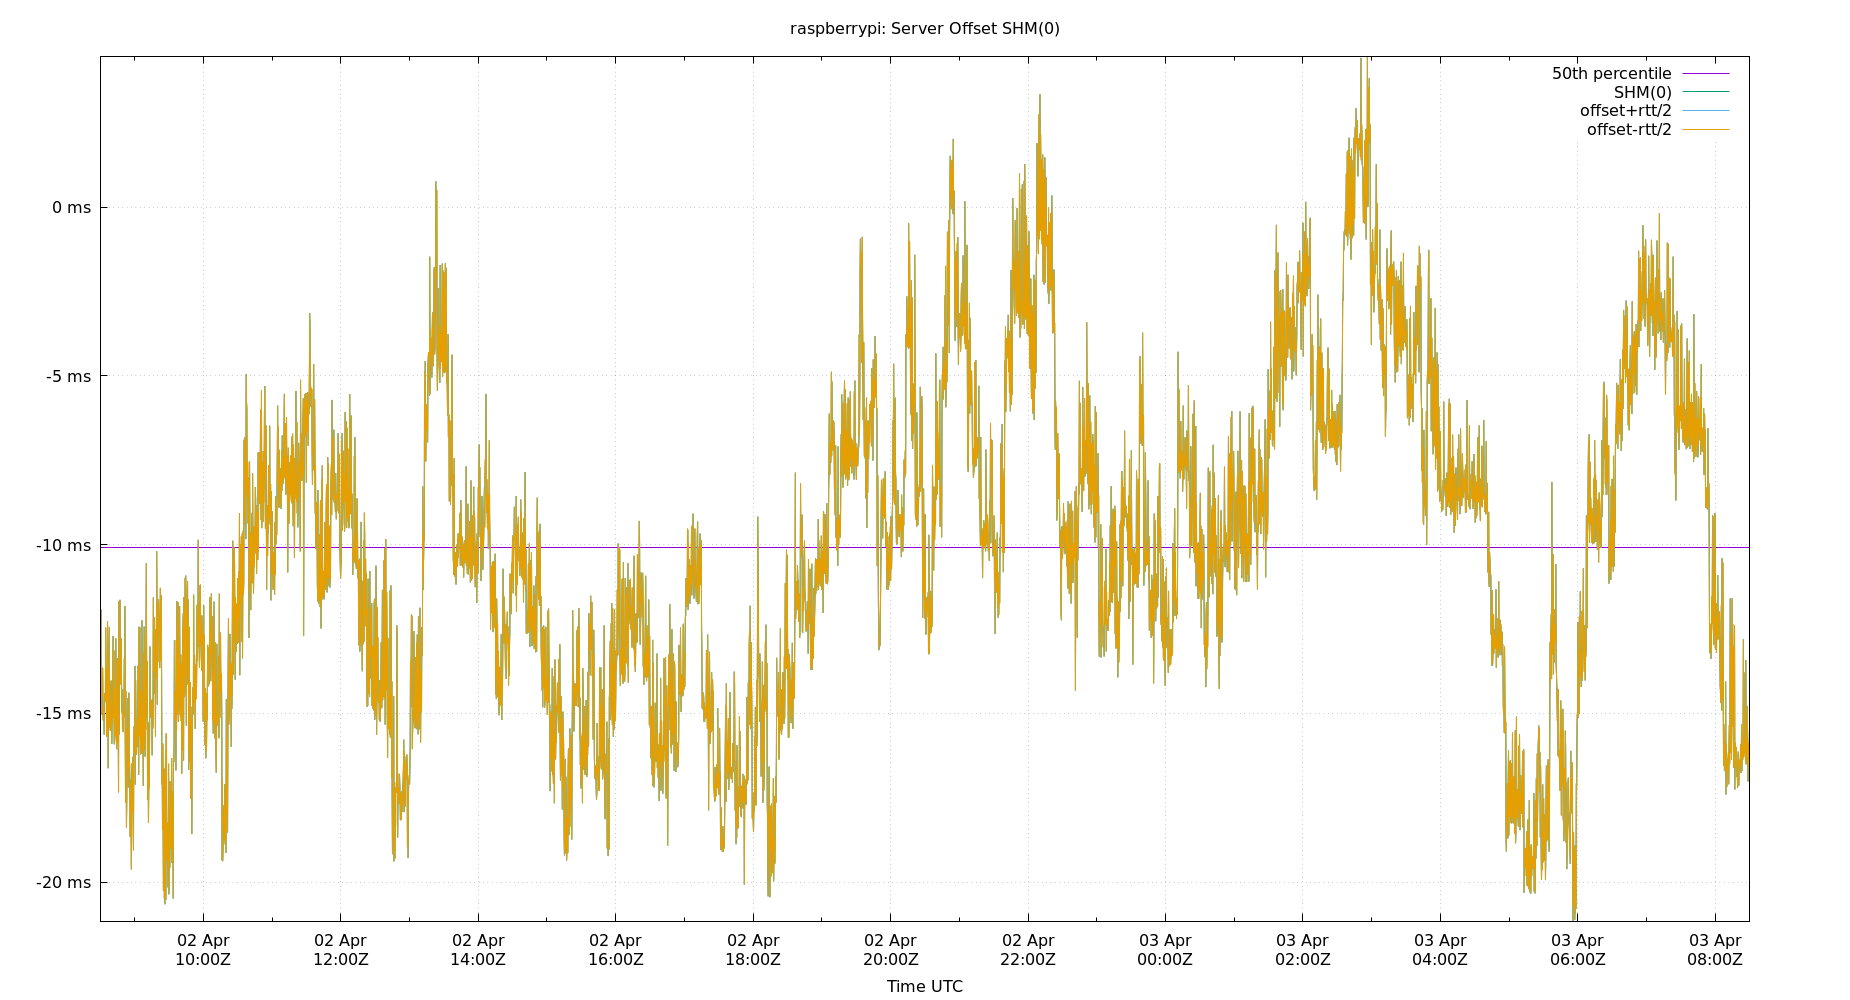 raspberrypi: Server Offset SHM(0)
50th percentile
SHM(0)
offset+rtt/2
offset-rtt/2
0 ms
-5 ms
-10 ms
-15 ms
-20 ms
02 Apr 02 Apr 02 Apr 02 Apr 02 Apr 02 Apr 02 Apr 03 Apr 03 Apr 03 Apr 03 Apr 03 Apr
10:00Z 12:00Z 14:00Z 16:00Z 18:00Z 20:00Z 22:00Z 00:00Z 02:00Z 04:00Z 06:00Z 08:00Z
Time UTC